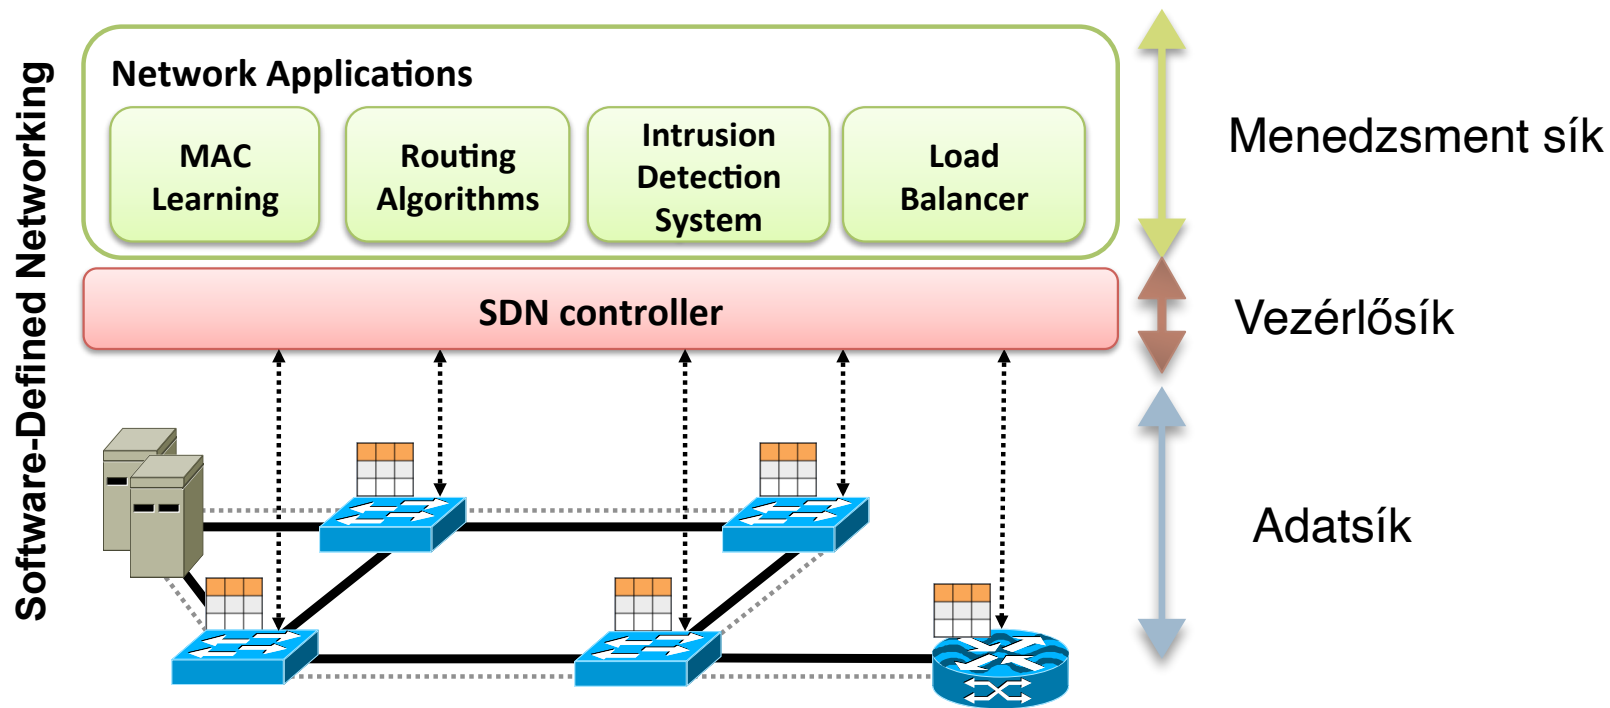 Software-Defined Networking
Network Applications
MAC
Learning
Routing
Algorithms
Intrusion
Detection
System
Load
Balancer
Menedzsment sík
SDN controller
Vezérlősík
Adatsík